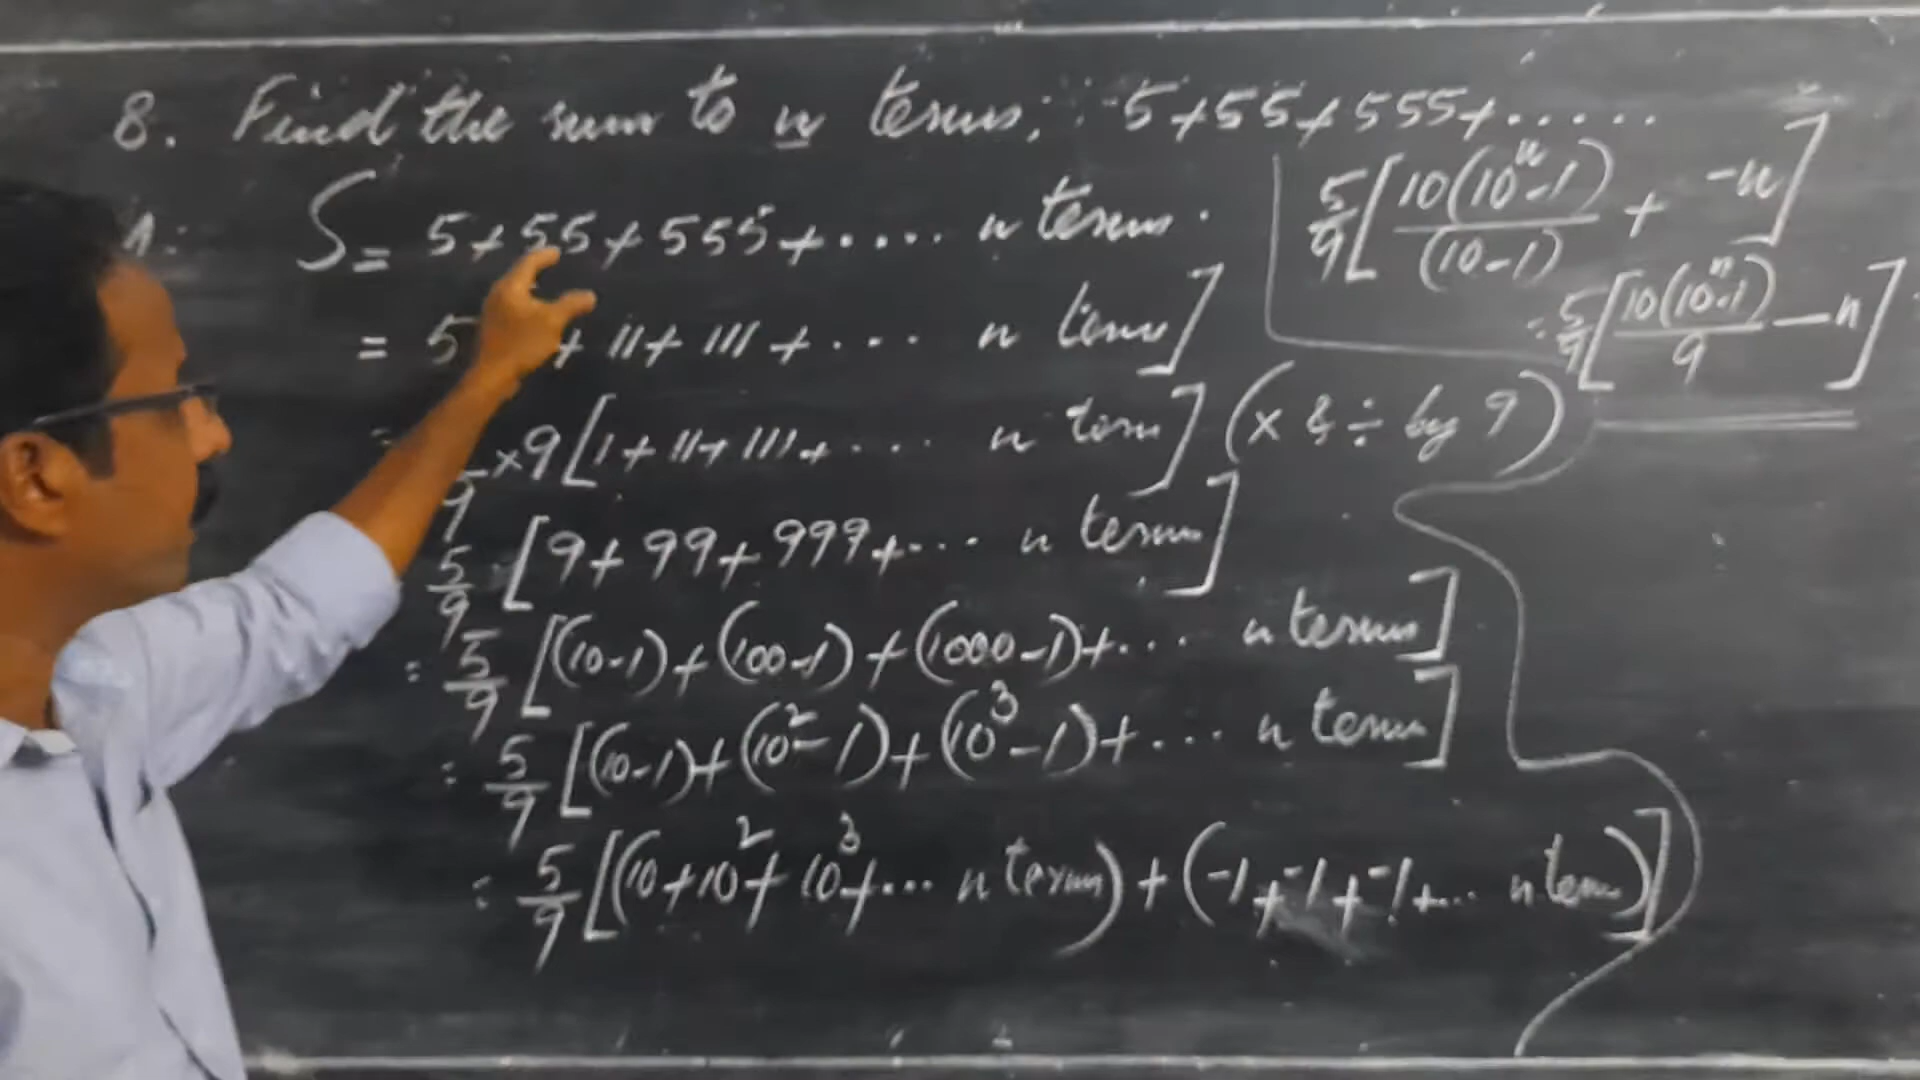 8. Find the sum to n terms; 5+55+555+......
S = 5+55+555+.... n terms.
= 5 + 11+ 111 + ... n terms]
= 5/9 ×9[1+11+111+... n terms] (× & ÷ by 9)
5/9 [9+99+999+... n terms]
= 5/9 [(10-1)+(100-1)+(1000-1)+... n terms]
= 5/9 [(10-1)+(10²-1)+(10³-1)+... n terms]
= 5/9 [(10+10²+10³+... n terms)+(-1+-1+-1+... n terms)]
5/9 [10(10ⁿ-1)/(10-1) + -n]
= 5/9 [10(10ⁿ-1)/9 - n]